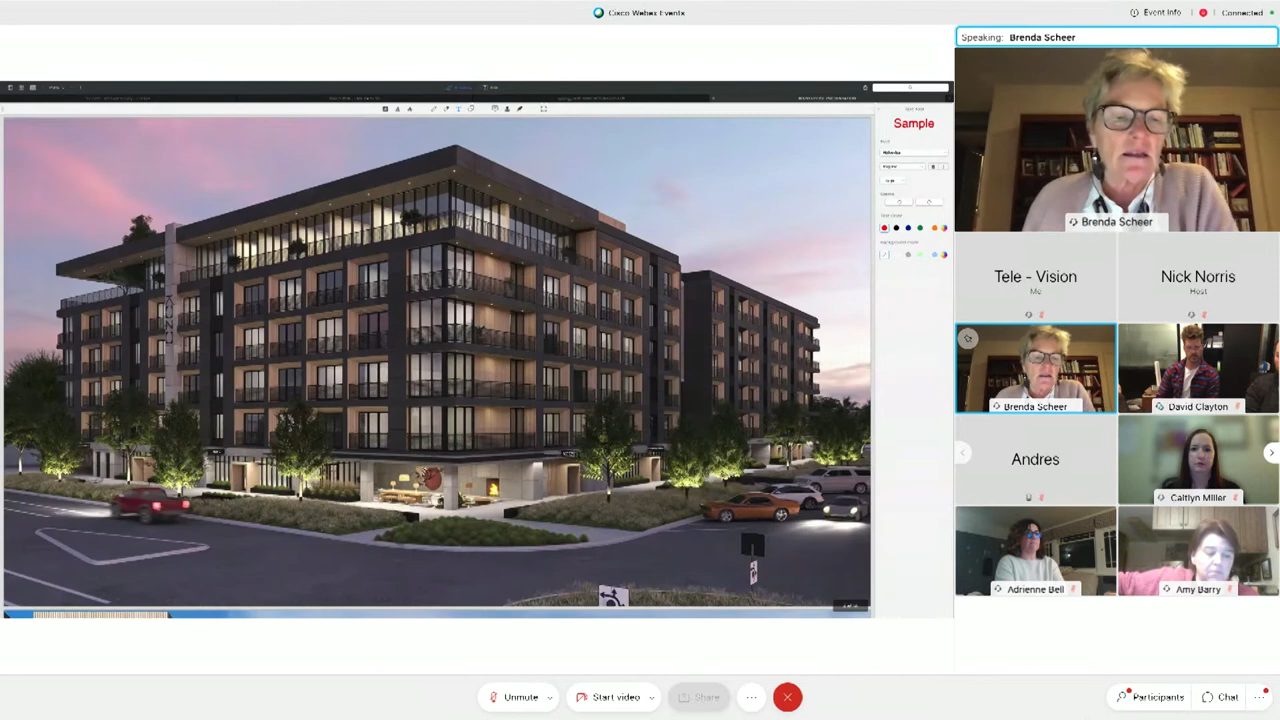 Cisco Webex Events
Event Info
Connected
Speaking: Brenda Scheer
Sample
Brenda Scheer
Tele - Vision
Me
Nick Norris
Host
Brenda Scheer
David Clayton
Andres
Caitlyn Miller
Adrienne Bell
Amy Barry
Unmute
Start video
Share
Participants
Chat